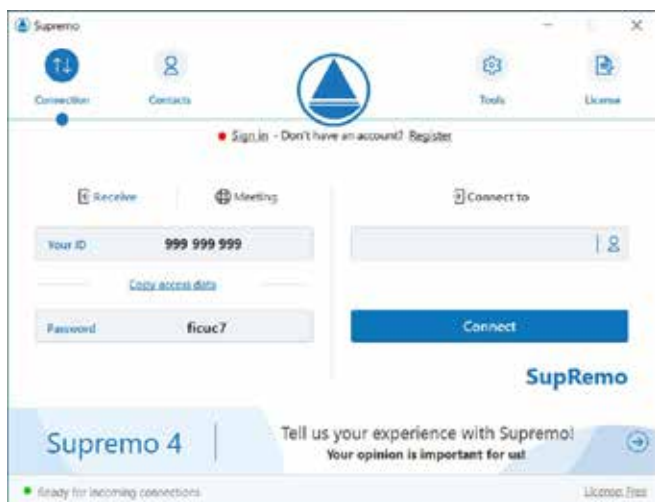 Supremo
Connection
Contacts
Tools
License
Sign in - Don't have an account? Register
Receive
Meeting
Connect to
Your ID 999 999 999
Copy access data
Password ficuc7
Connect
SupRemo
Supremo 4
Tell us your experience with Supremo!
Your opinion is important for us!
Ready for incoming connections
License: Free